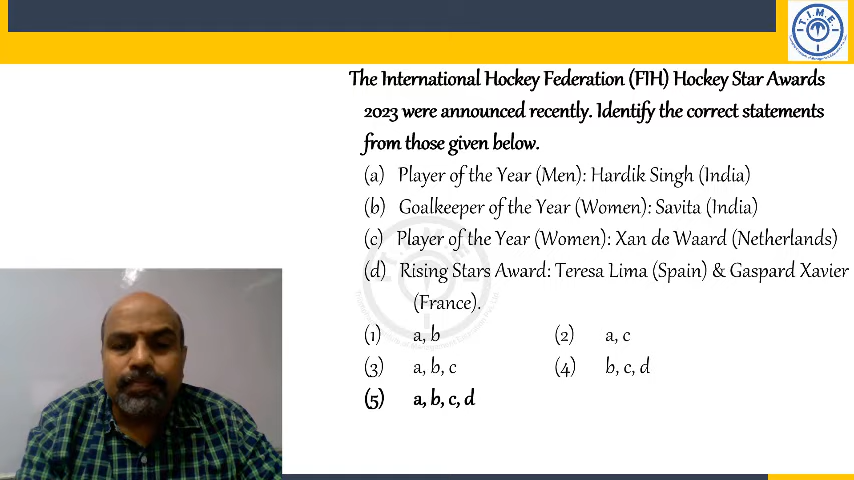 T.I.M.E.
The International Hockey Federation (FIH) Hockey Star Awards
2023 were announced recently. Identify the correct statements
from those given below.
(a) Player of the Year (Men): Hardik Singh (India)
(b) Goalkeeper of the Year (Women): Savita (India)
(c) Player of the Year (Women): Xan de Waard (Netherlands)
(d) Rising Stars Award: Teresa Lima (Spain) & Gaspard Xavier
(France).
(1) a, b (2) a, c
(3) a, b, c (4) b, c, d
(5) a, b, c, d